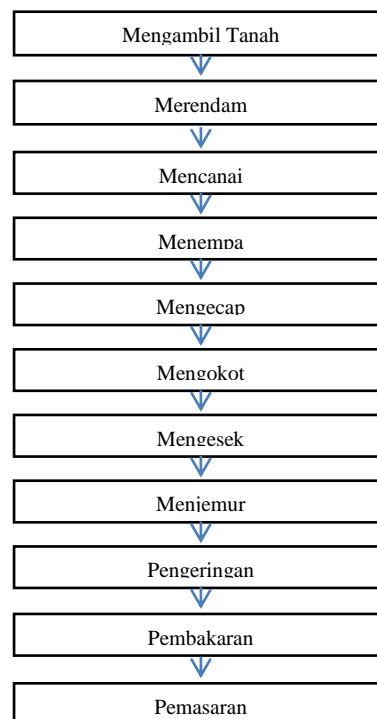 Mengambil Tanah
Merendam
Mencanai
Menempa
Mengecap
Mengokot
Mengesek
Menjemur
Pengeringan
Pembakaran
Pemasaran